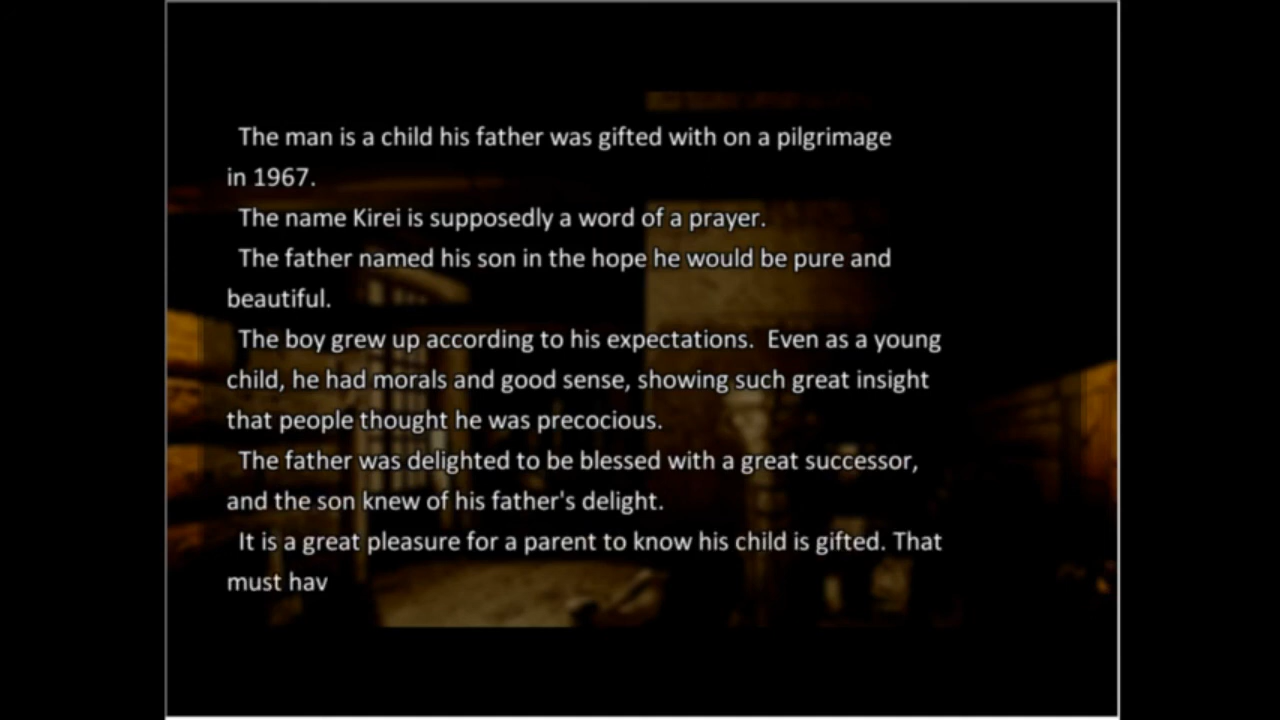 The man is a child his father was gifted with on a pilgrimage
in 1967.
The name Kirei is supposedly a word of a prayer.
The father named his son in the hope he would be pure and
beautiful.
The boy grew up according to his expectations.  Even as a young
child, he had morals and good sense, showing such great insight
that people thought he was precocious.
The father was delighted to be blessed with a great successor,
and the son knew of his father's delight.
It is a great pleasure for a parent to know his child is gifted. That
must hav